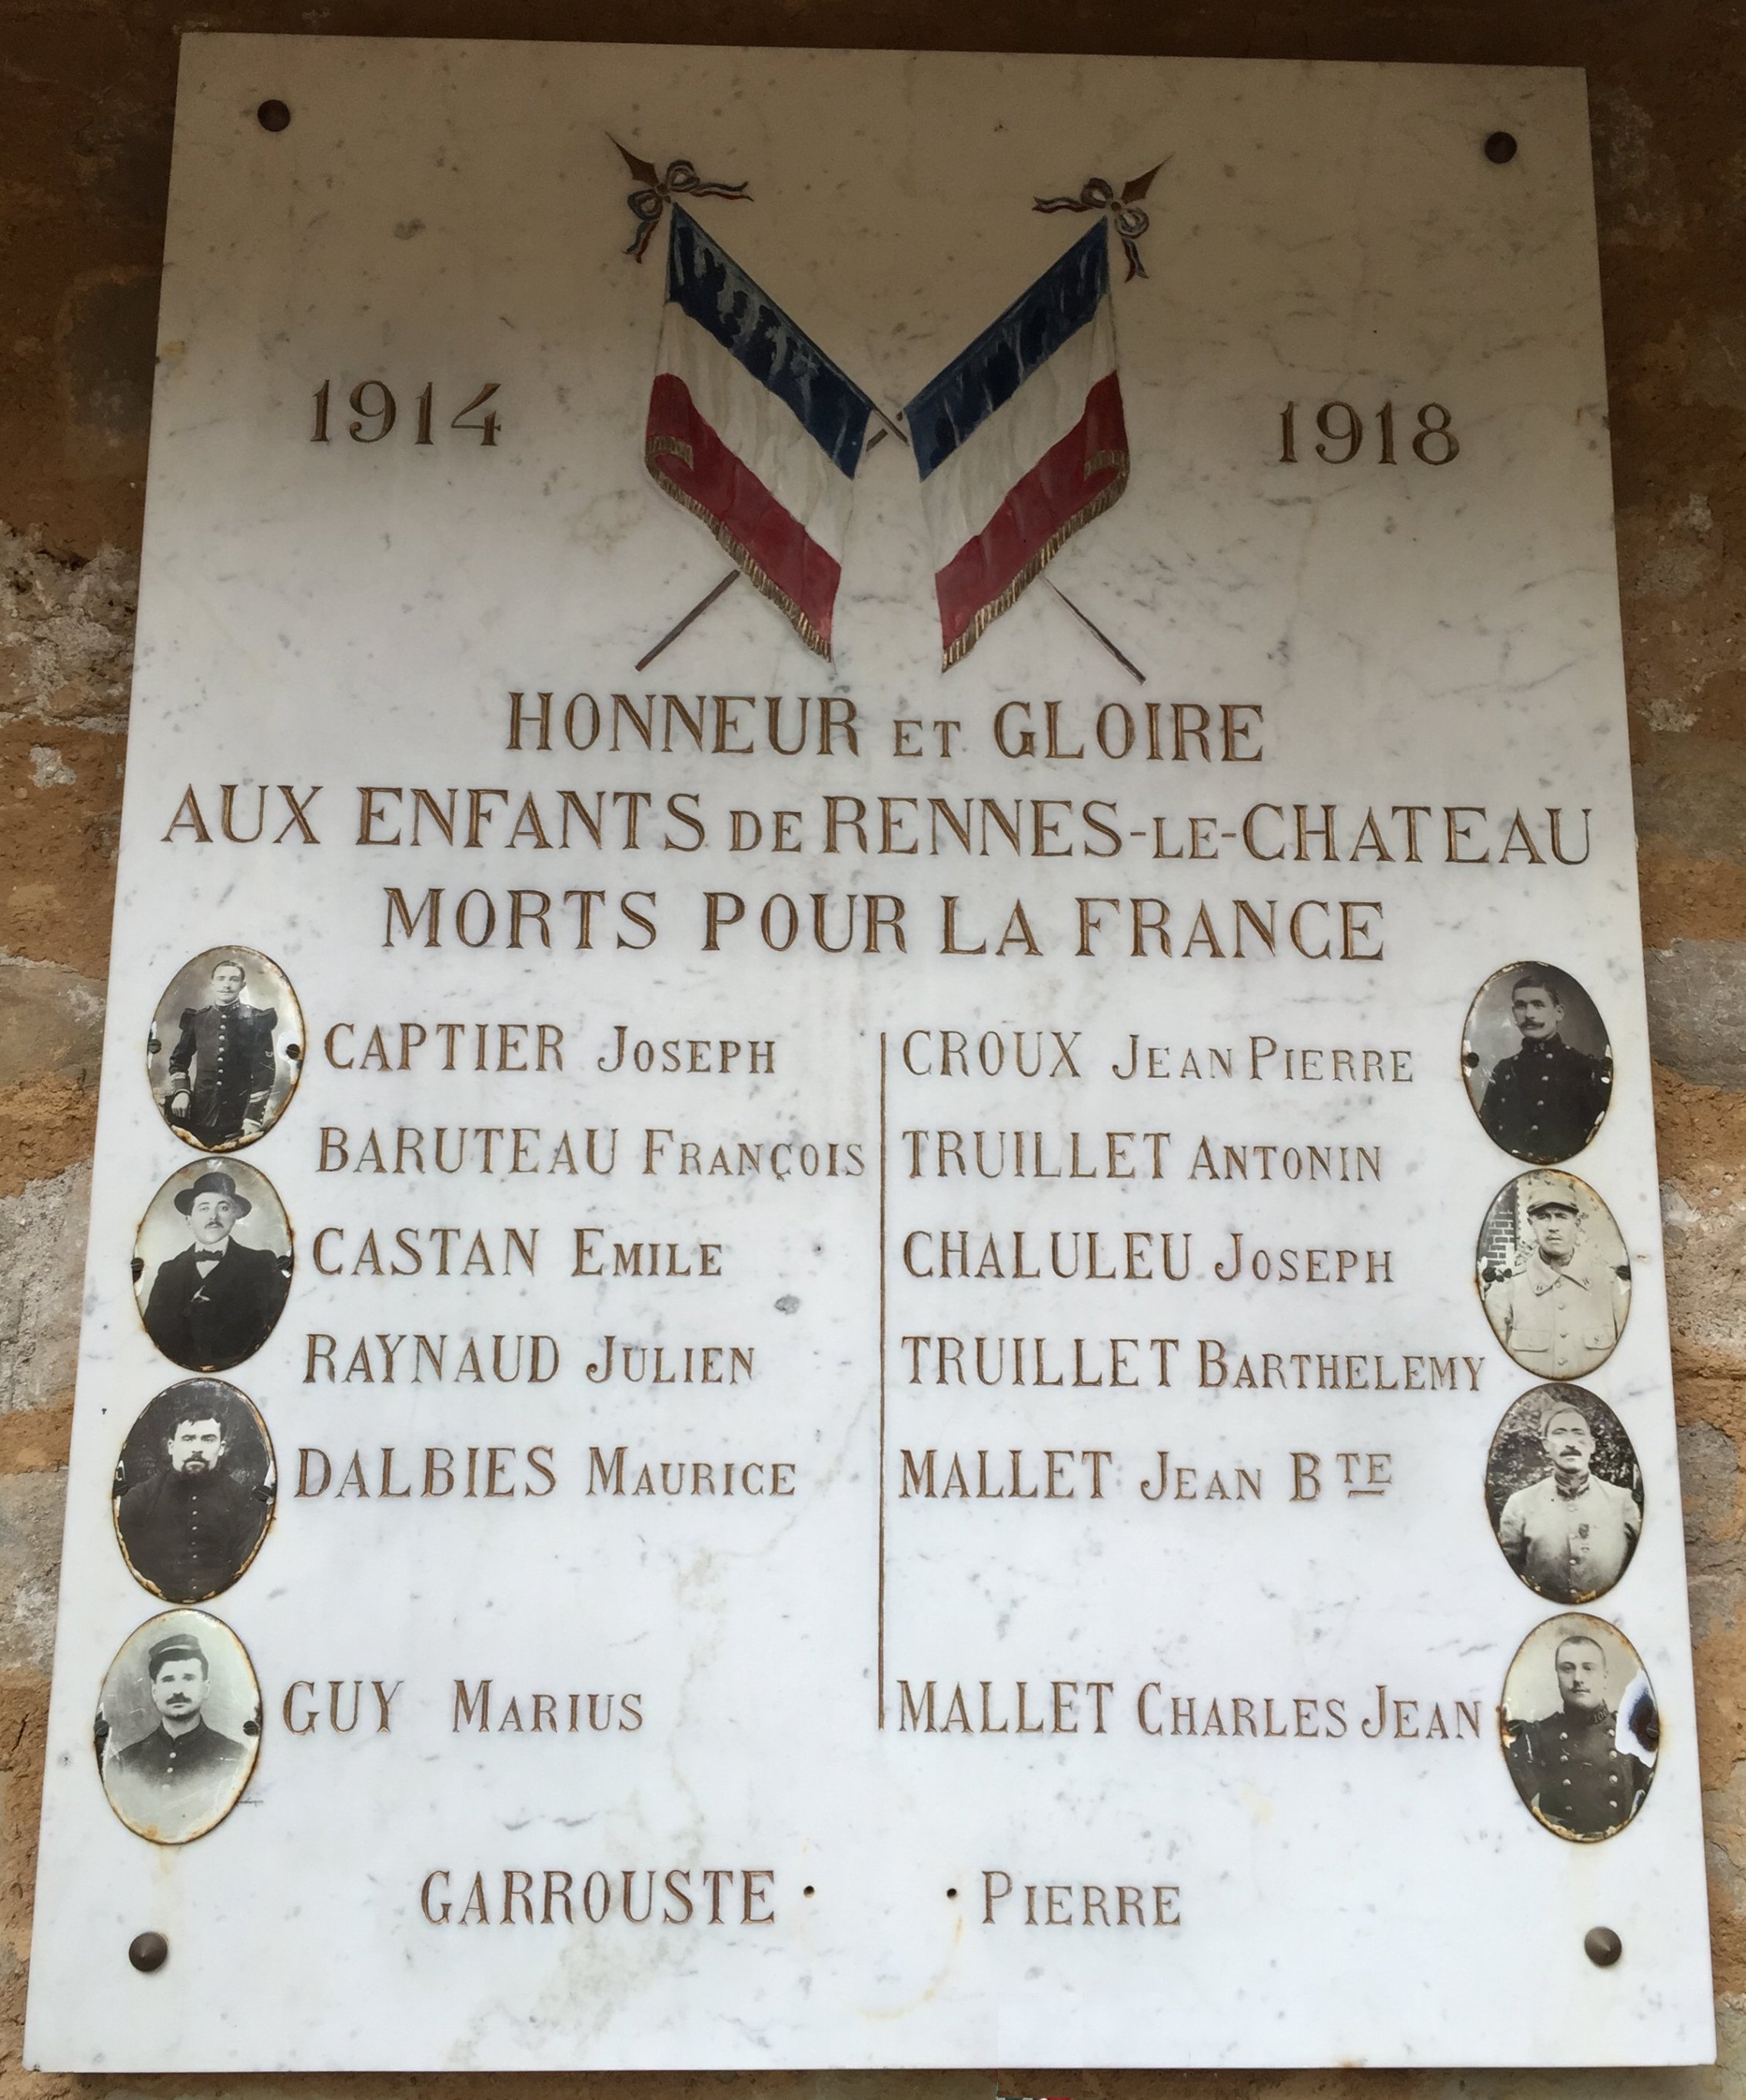 1914 1918
HONNEUR ET GLOIRE
AUX ENFANTS DE RENNES-LE-CHATEAU
MORTS POUR LA FRANCE
CAPTIER JOSEPH
BARUTEAU FRANÇOIS
CASTAN EMILE
RAYNAUD JULIEN
DALBIES MAURICE
GUY MARIUS
CROUX JEAN PIERRE
TRUILLET ANTONIN
CHALULEU JOSEPH
TRUILLET BARTHELEMY
MALLET JEAN BTE
MALLET CHARLES JEAN
GARROUSTE PIERRE